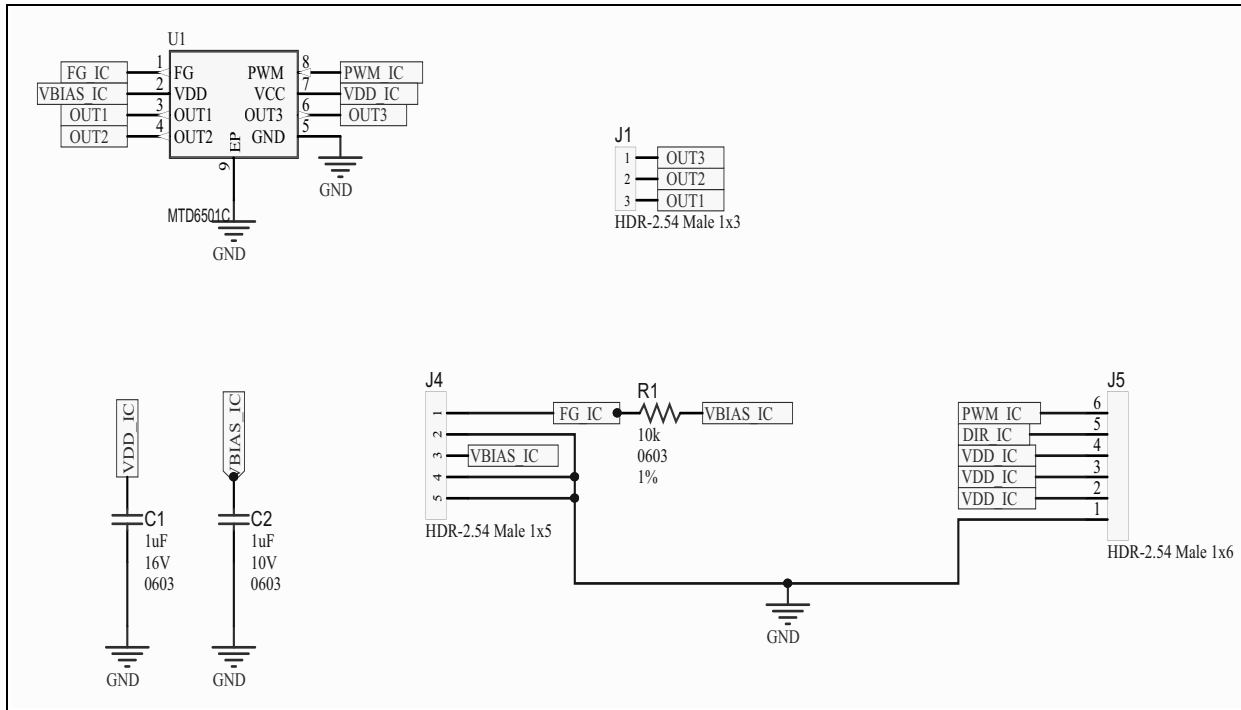 U1
1 8
FG_IC FG PWM PWM_IC
2 7
VBIAS_IC VDD VCC VDD_IC
3 6
OUT1 OUT1 OUT3 OUT3
4 5
OUT2 OUT2 GND
EP
9
GND
MTD6501C
GND
J1
1 OUT3
2 OUT2
3 OUT1
HDR-2.54 Male 1x3
VDD_IC
C1
1uF
16V
0603
GND
VBIAS_IC
C2
1uF
10V
0603
GND
J4
1 FG_IC
2
3 VBIAS_IC
4
5
HDR-2.54 Male 1x5
R1
VBIAS_IC
10k
0603
1%
J5
PWM_IC 6
DIR_IC 5
VDD_IC 4
VDD_IC 3
VDD_IC 2
1
HDR-2.54 Male 1x6
GND